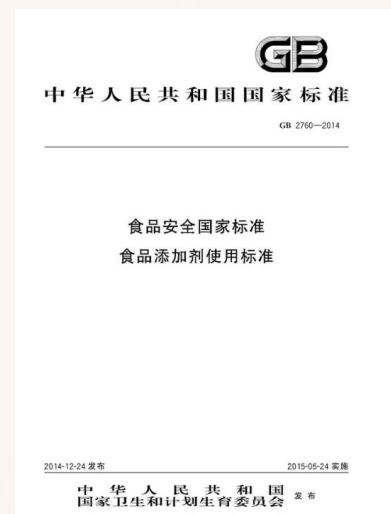 GB
中华人民共和国国家标准
GB 2760—2014
食品安全国家标准
食品添加剂使用标准
2014-12-24 发布
2015-05-24 实施
中华人民共和国
国家卫生和计划生育委员会 发布